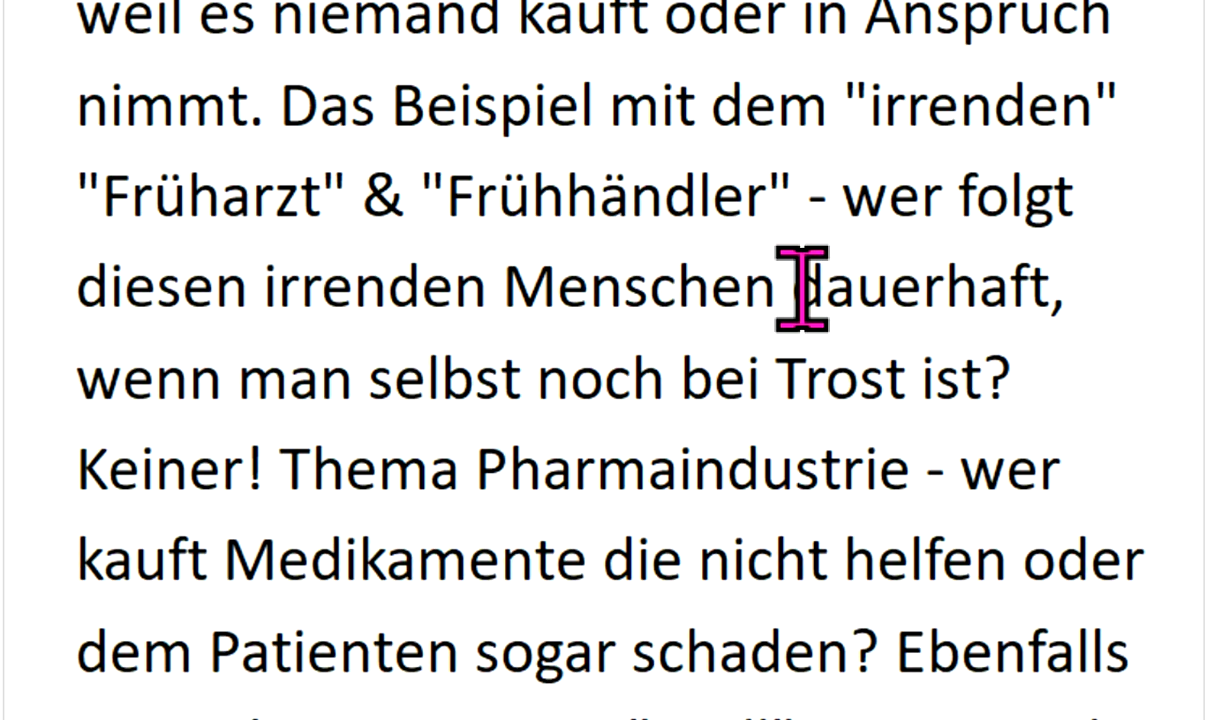 weil es niemand kauft oder in Anspruch
nimmt. Das Beispiel mit dem "irrenden"
"Früharzt" & "Frühhändler" - wer folgt
diesen irrenden Menschen dauerhaft,
wenn man selbst noch bei Trost ist?
Keiner! Thema Pharmaindustrie - wer
kauft Medikamente die nicht helfen oder
dem Patienten sogar schaden? Ebenfalls